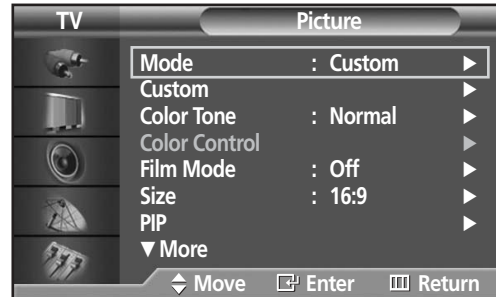 TV Picture
Mode : Custom ▶
Custom ▶
Color Tone : Normal ▶
Color Control ▶
Film Mode : Off ▶
Size : 16:9 ▶
PIP ▶
▼ More
Move Enter Return